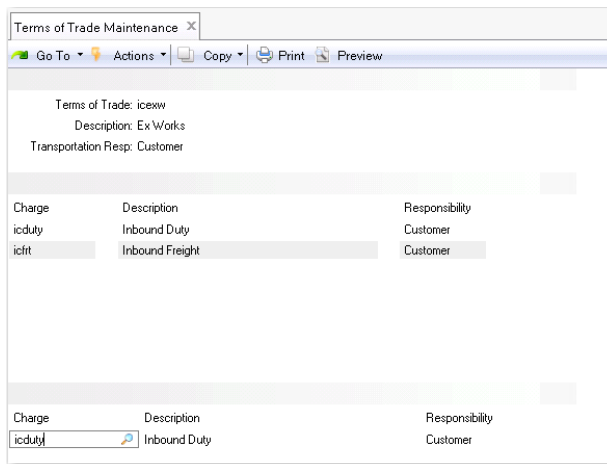 Terms of Trade Maintenance
Go To Actions Copy Print Preview
Terms of Trade: icexw
Description: Ex Works
Transportation Resp: Customer
Charge Description Responsibility
icduty Inbound Duty Customer
icfrt Inbound Freight Customer
Charge Description Responsibility
icduty Inbound Duty Customer